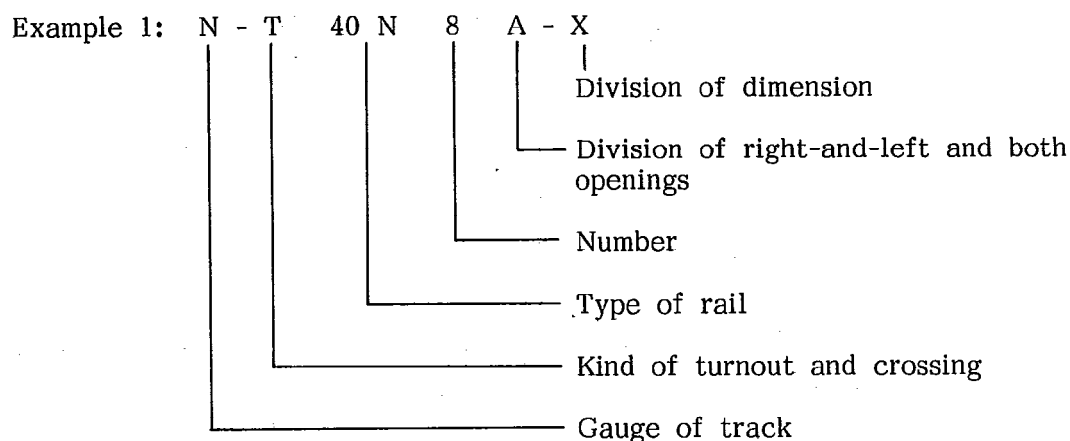 Example 1: N - T 40 N 8 A - X
Division of dimension
Division of right-and-left and both
openings
Number
Type of rail
Kind of turnout and crossing
Gauge of track